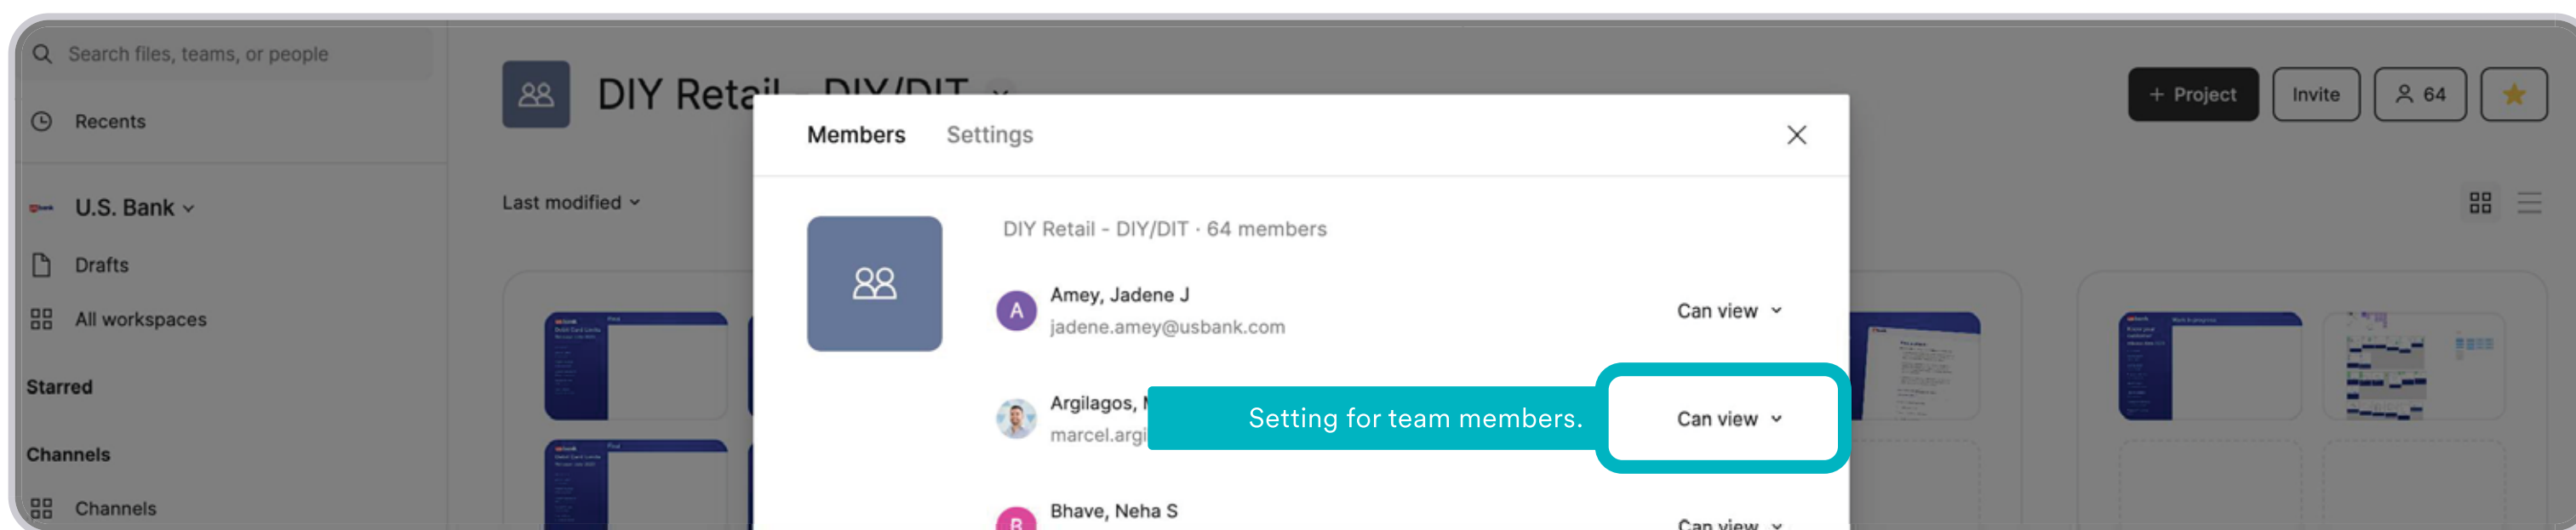 Search files, teams, or people
Recents
U.S. Bank
Drafts
All workspaces
Starred
Channels
Channels
DIY Retail - DIY/DIT
+ Project
Invite
64
Last modified
Members
Settings
DIY Retail - DIY/DIT · 64 members
A
Amey, Jadene J
jadene.amey@usbank.com
Can view
Argilagos,
marcel.argi
Setting for team members.
Can view
B
Bhave, Neha S
Can view